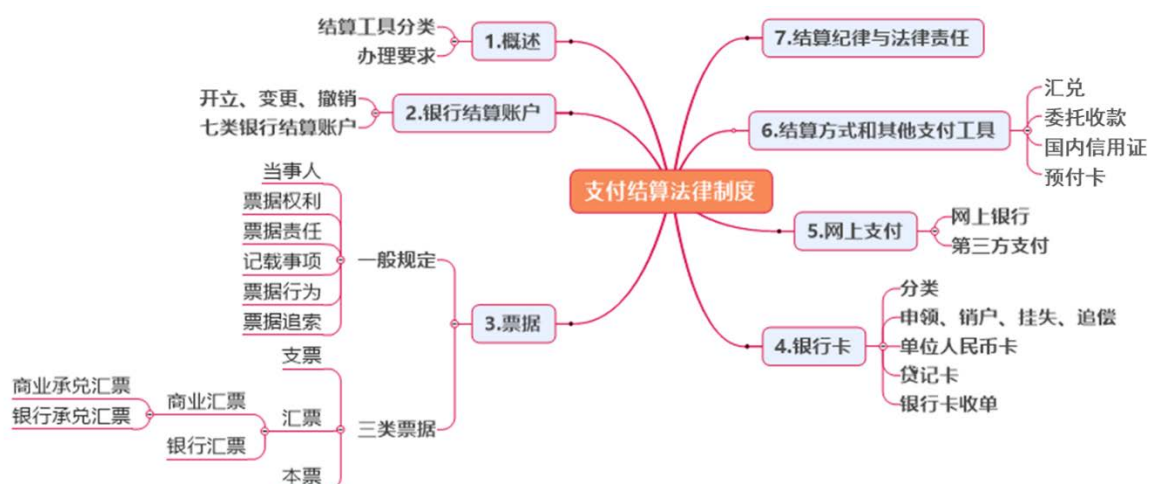 支付结算法律制度
1.概述
结算工具分类
办理要求
2.银行结算账户
开立、变更、撤销
七类银行结算账户
3.票据
一般规定
当事人
票据权利
票据责任
记载事项
票据行为
票据追索
三类票据
支票
汇票
商业汇票
商业承兑汇票
银行承兑汇票
银行汇票
本票
4.银行卡
分类
申领、销户、挂失、追偿
单位人民币卡
贷记卡
银行卡收单
5.网上支付
网上银行
第三方支付
6.结算方式和其他支付工具
汇兑
委托收款
国内信用证
预付卡
7.结算纪律与法律责任